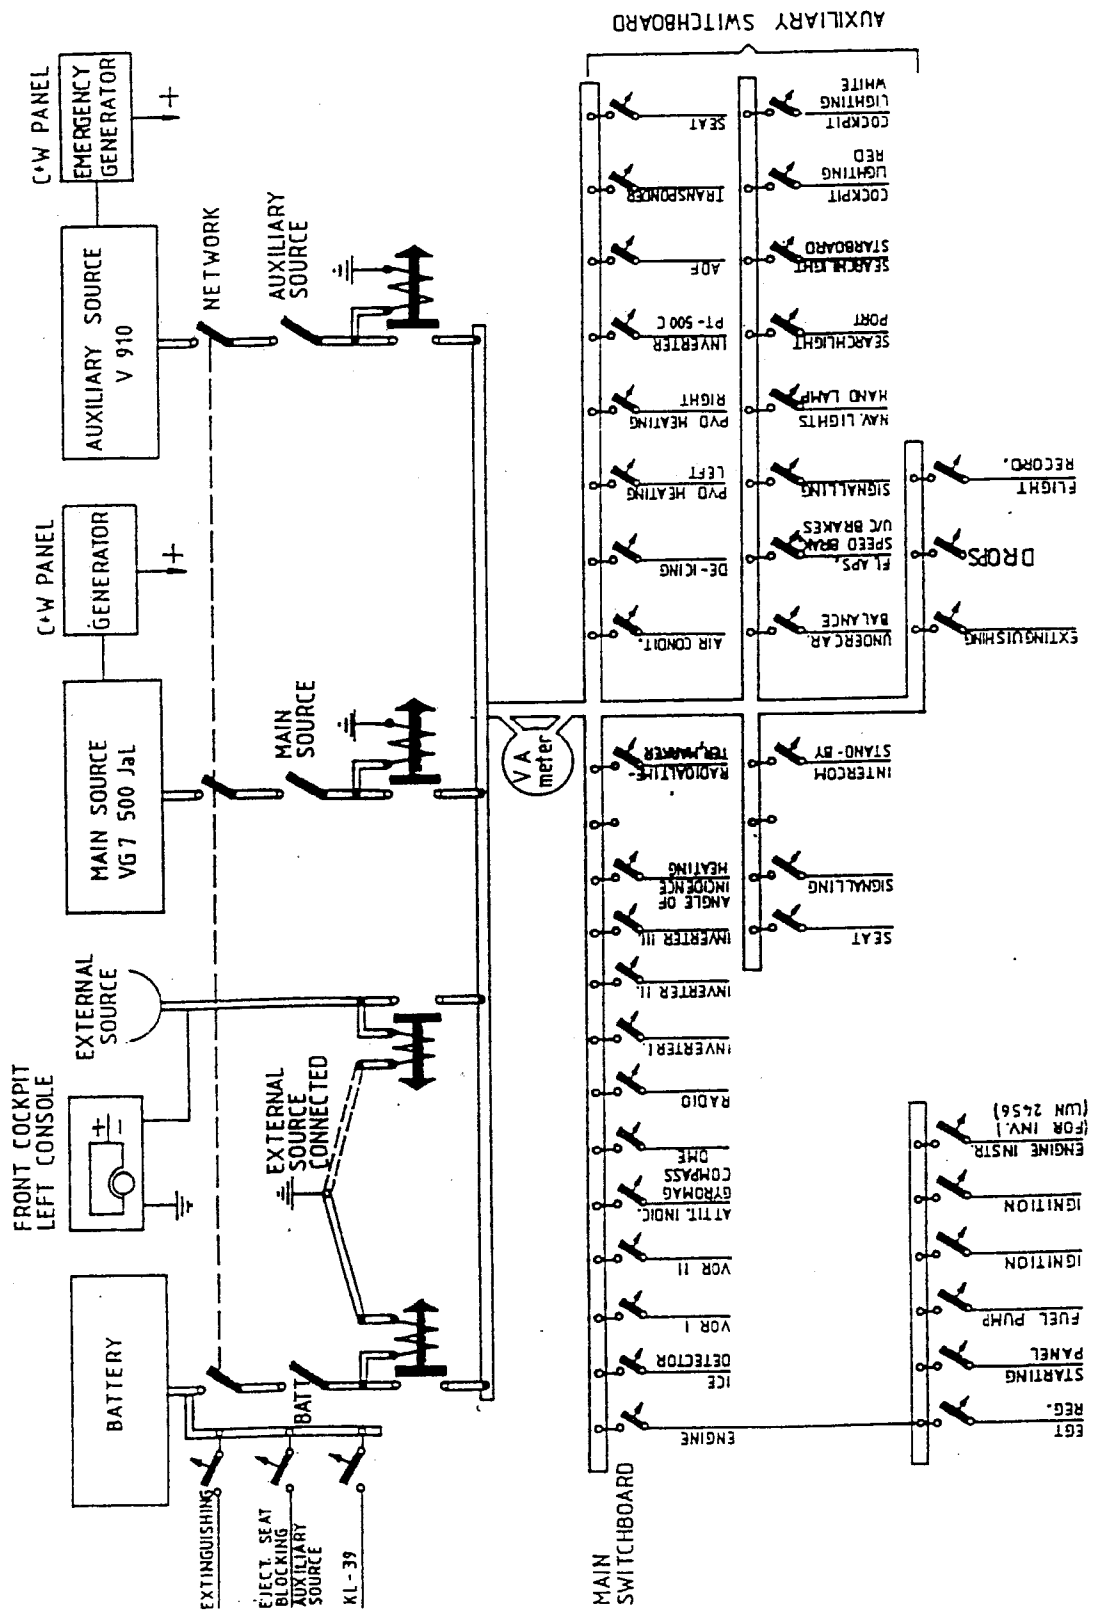 FRONT COCKPIT
LEFT CONSOLE
BATTERY
EXTINGUISHING
EJECT. SEAT
BLOCKING
AUXILIARY
SOURCE
KL-39
BATT
+
−
EXTERNAL
SOURCE
EXTERNAL
SOURCE
CONNECTED
MAIN SOURCE
VG7 500 JaL
C+W PANEL
GENERATOR
+
MAIN
SOURCE
AUXILIARY SOURCE
V 910
C+W PANEL
EMERGENCY
GENERATOR
+
NETWORK
AUXILIARY
SOURCE
V A
meter
MAIN
SWITCHBOARD
AUXILIARY SWITCHBOARD
SEAT
TRANSPONDER
ADF
INVERTER
PT-500 C
PVD HEATING
RIGHT
PVD HEATING
LEFT
DE-ICING
AIR CONDIT.
RADIOALTIME-
TER, MARKER
ANGLE OF
INCIDENCE
HEATING
INVERTER III.
INVERTER II.
INVERTER I
RADIO
DME
ATTIT. INDIC.
GYROMAG
COMPASS
VOR II
VOR I
ICE
DETECTOR
ENGINE
COCKPIT
LIGHTING
WHITE
COCKPIT
LIGHTING
RED
SEARCHLIGHT
STARBOARD
SEARCHLIGHT
PORT
NAV. LIGHTS
HAND LAMP
SIGNALLING
FLAPS,
SPEED BRAK
U/C BRAKES
UNDERCAR.
BALANCE
INTERCOM
STAND-BY
SIGNALLING
SEAT
FLIGHT
RECORD.
DROPS
EXTINGUISHING
ENGINE INSTR.
(FOR INV.)
(LUN 2456)
IGNITION
IGNITION
FUEL PUMP
STARTING
PANEL
EGT
REG.